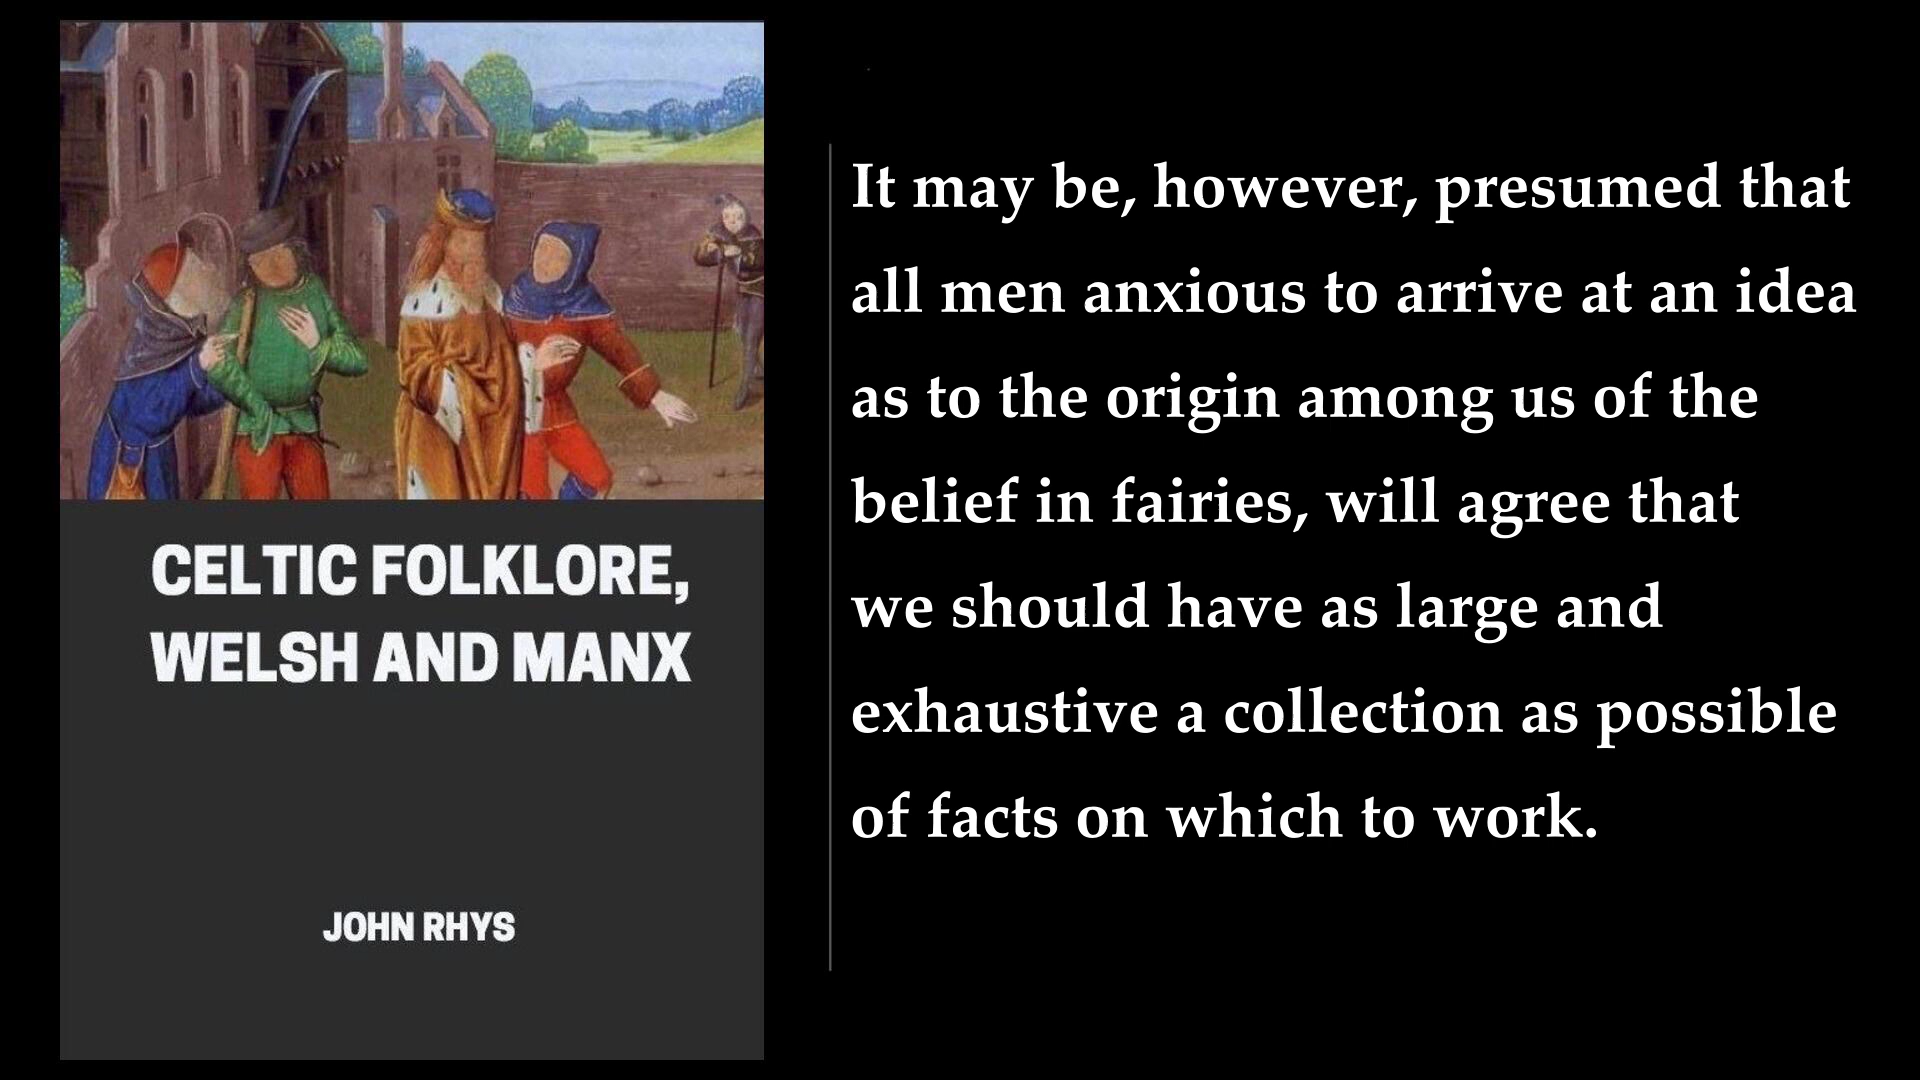 CELTIC FOLKLORE,
WELSH AND MANX
JOHN RHYS
It may be, however, presumed that
all men anxious to arrive at an idea
as to the origin among us of the
belief in fairies, will agree that
we should have as large and
exhaustive a collection as possible
of facts on which to work.